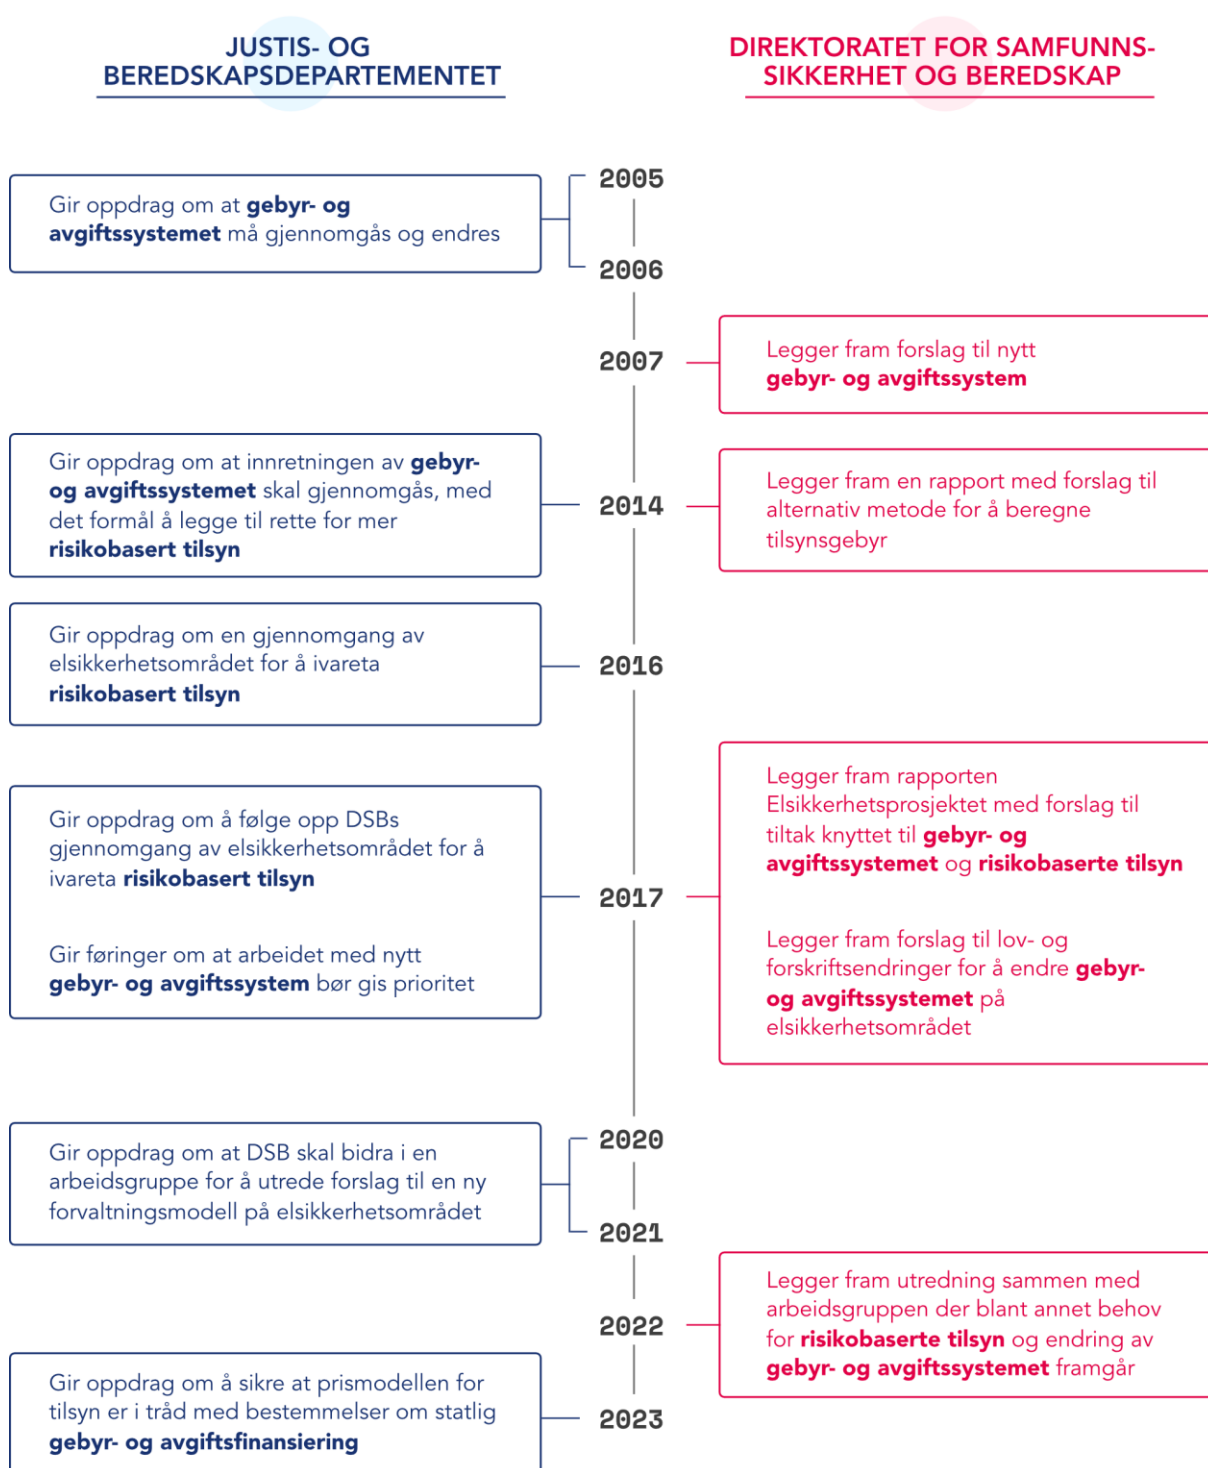 JUSTIS- OG
BEREDSKAPSDEPARTEMENTET
DIREKTORATET FOR SAMFUNNS-
SIKKERHET OG BEREDSKAP
2005
Gir oppdrag om at gebyr- og
avgiftssystemet må gjennomgås og endres
2006
2007
Legger fram forslag til nytt
gebyr- og avgiftssystem
Gir oppdrag om at innretningen av gebyr-
og avgiftssystemet skal gjennomgås, med
det formål å legge til rette for mer
risikobasert tilsyn
2014
Legger fram en rapport med forslag til
alternativ metode for å beregne
tilsynsgebyr
Gir oppdrag om en gjennomgang av
elsikkerhetsområdet for å ivareta
risikobasert tilsyn
2016
Gir oppdrag om å følge opp DSBs
gjennomgang av elsikkerhetsområdet for å
ivareta risikobasert tilsyn
Gir føringer om at arbeidet med nytt
gebyr- og avgiftssystem bør gis prioritet
2017
Legger fram rapporten
Elsikkerhetsprosjektet med forslag til
tiltak knyttet til gebyr- og
avgiftssystemet og risikobaserte tilsyn
Legger fram forslag til lov- og
forskriftsendringer for å endre gebyr-
og avgiftssystemet på
elsikkerhetsområdet
2020
Gir oppdrag om at DSB skal bidra i en
arbeidsgruppe for å utrede forslag til en ny
forvaltningsmodell på elsikkerhetsområdet
2021
2022
Legger fram utredning sammen med
arbeidsgruppen der blant annet behov
for risikobaserte tilsyn og endring av
gebyr- og avgiftssystemet framgår
Gir oppdrag om å sikre at prismodellen for
tilsyn er i tråd med bestemmelser om statlig
gebyr- og avgiftsfinansiering
2023